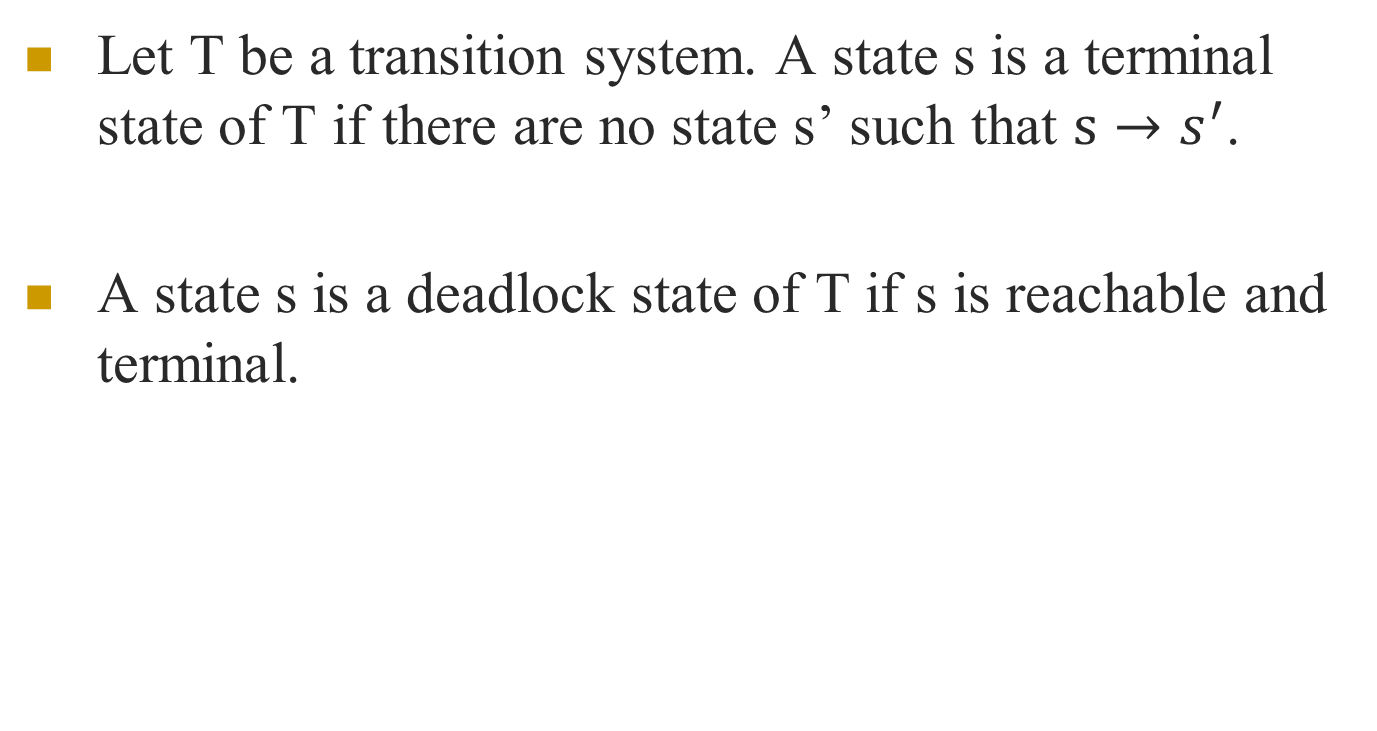 Let T be a transition system. A state s is a terminal
state of T if there are no state s’ such that s → s′.
A state s is a deadlock state of T if s is reachable and
terminal.